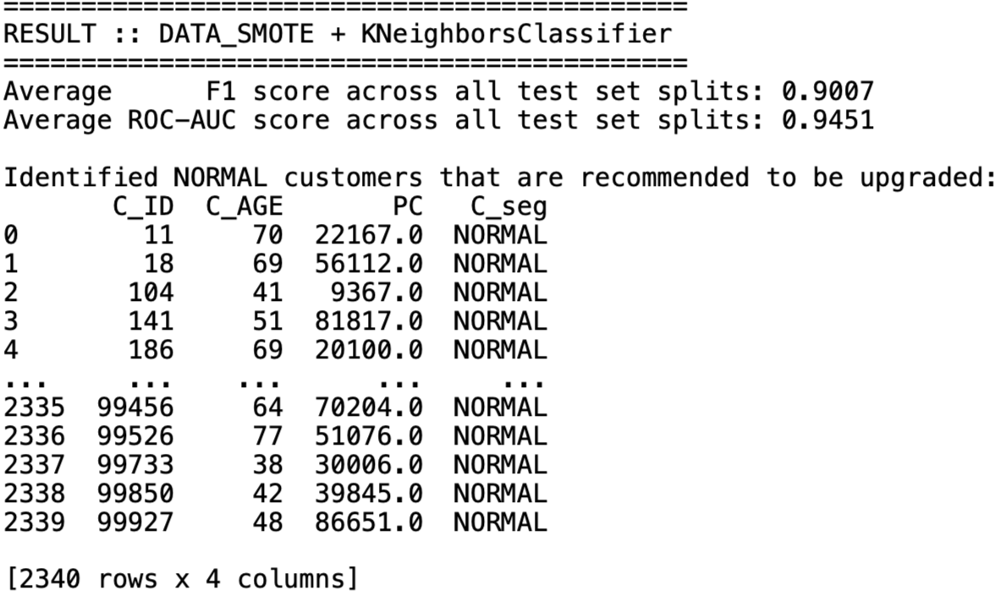 ============================================
RESULT :: DATA_SMOTE + KNeighborsClassifier
============================================
Average      F1 score across all test set splits: 0.9007
Average ROC-AUC score across all test set splits: 0.9451
Identified NORMAL customers that are recommended to be upgraded:
       C_ID  C_AGE       PC   C_seg
0        11     70  22167.0  NORMAL
1        18     69  56112.0  NORMAL
2       104     41   9367.0  NORMAL
3       141     51  81817.0  NORMAL
4       186     69  20100.0  NORMAL
...     ...    ...      ...     ...
2335  99456     64  70204.0  NORMAL
2336  99526     77  51076.0  NORMAL
2337  99733     38  30006.0  NORMAL
2338  99850     42  39845.0  NORMAL
2339  99927     48  86651.0  NORMAL
[2340 rows x 4 columns]